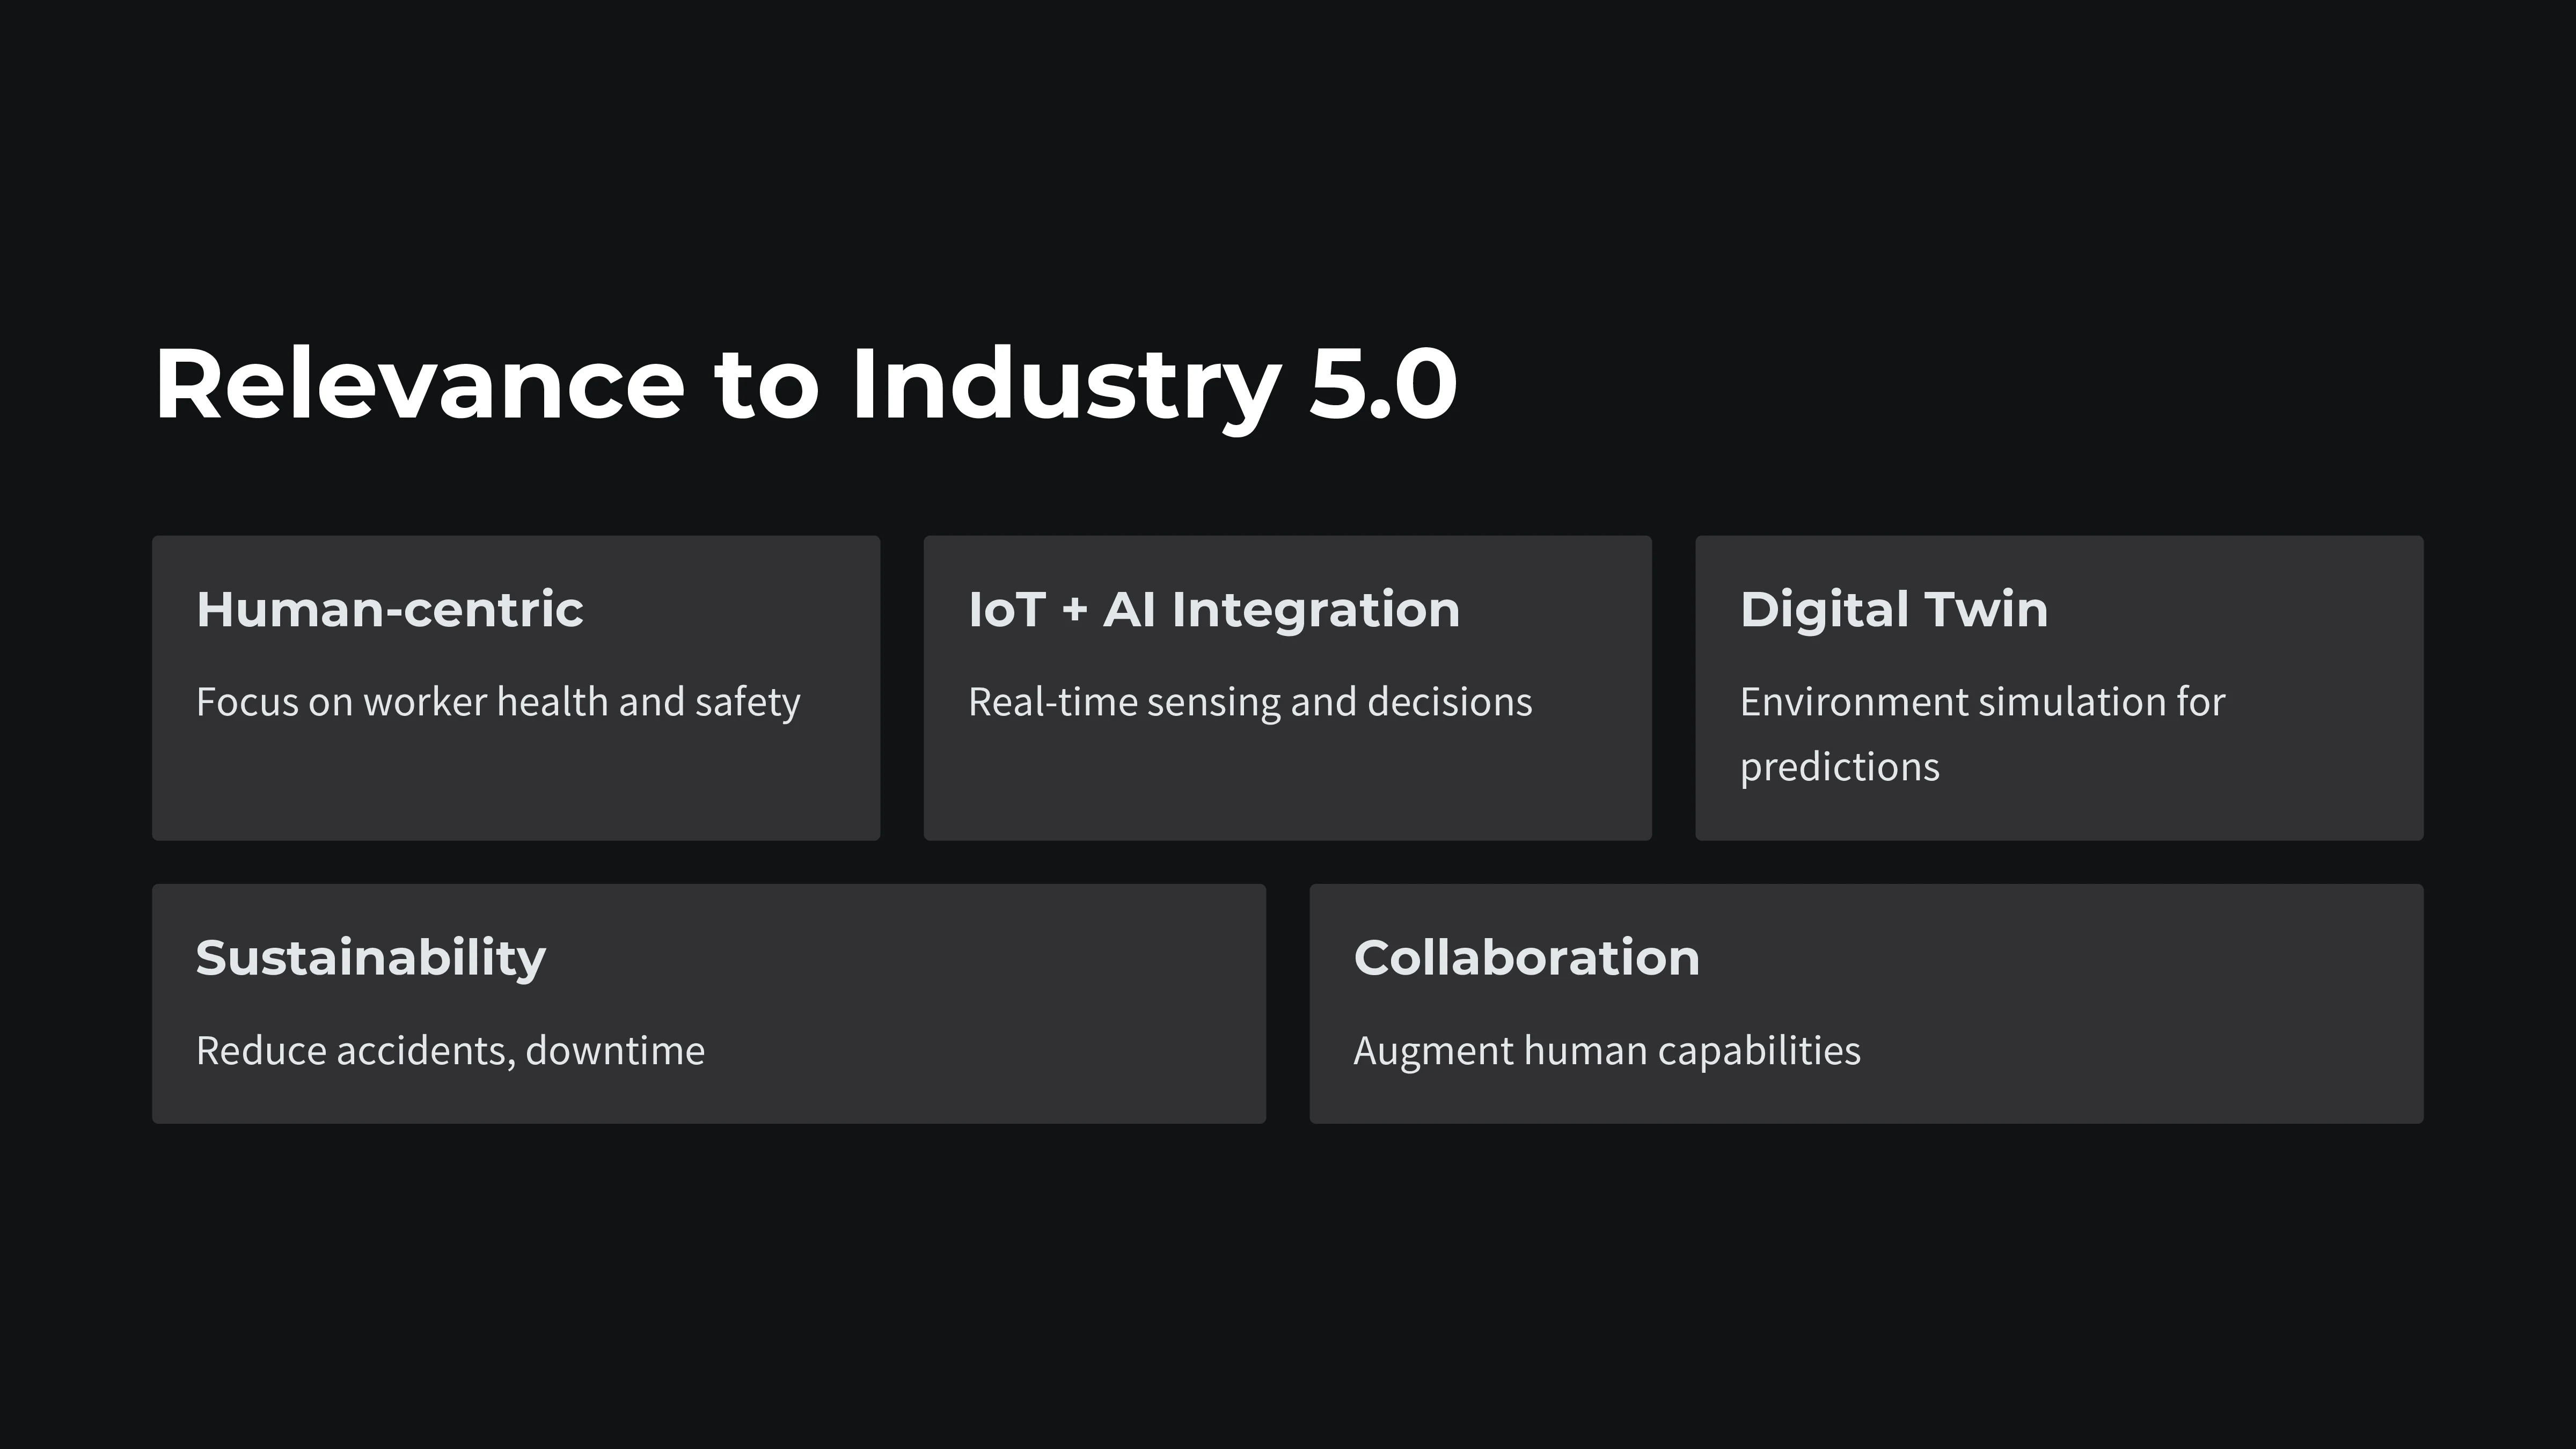 Relevance to Industry 5.0
Human-centric
Focus on worker health and safety
IoT + AI Integration
Real-time sensing and decisions
Digital Twin
Environment simulation for
predictions
Sustainability
Reduce accidents, downtime
Collaboration
Augment human capabilities